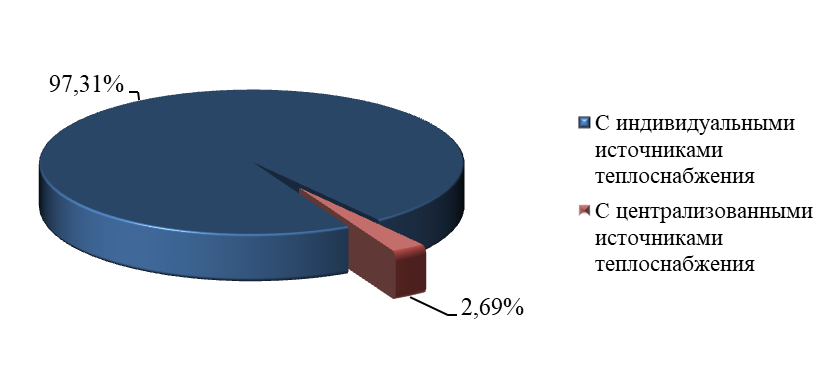 97,31%
С индивидуальными
источниками
теплоснабжения
С централизованными
источниками
теплоснабжения
2,69%